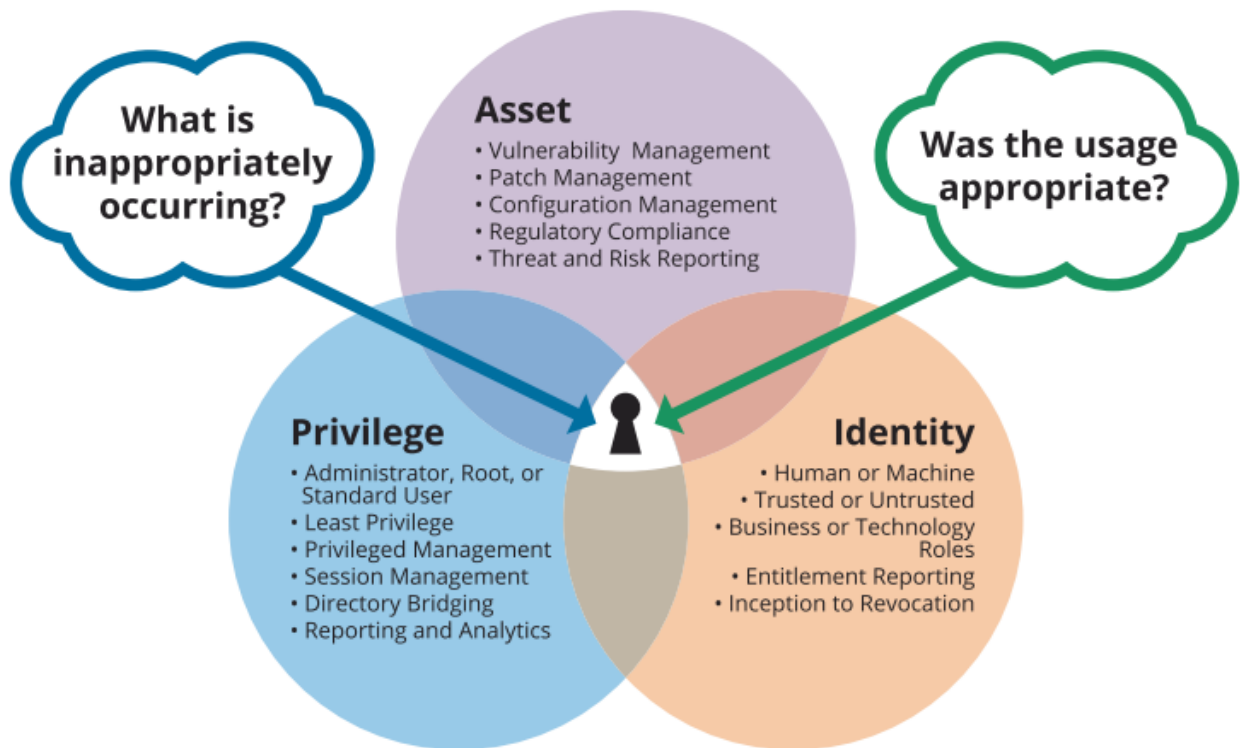 What is
inappropriately
occurring?
Asset
• Vulnerability Management
• Patch Management
• Configuration Management
• Regulatory Compliance
• Threat and Risk Reporting
Was the usage
appropriate?
Privilege
• Administrator, Root, or
Standard User
• Least Privilege
• Privileged Management
• Session Management
• Directory Bridging
• Reporting and Analytics
Identity
• Human or Machine
• Trusted or Untrusted
• Business or Technology
Roles
• Entitlement Reporting
• Inception to Revocation